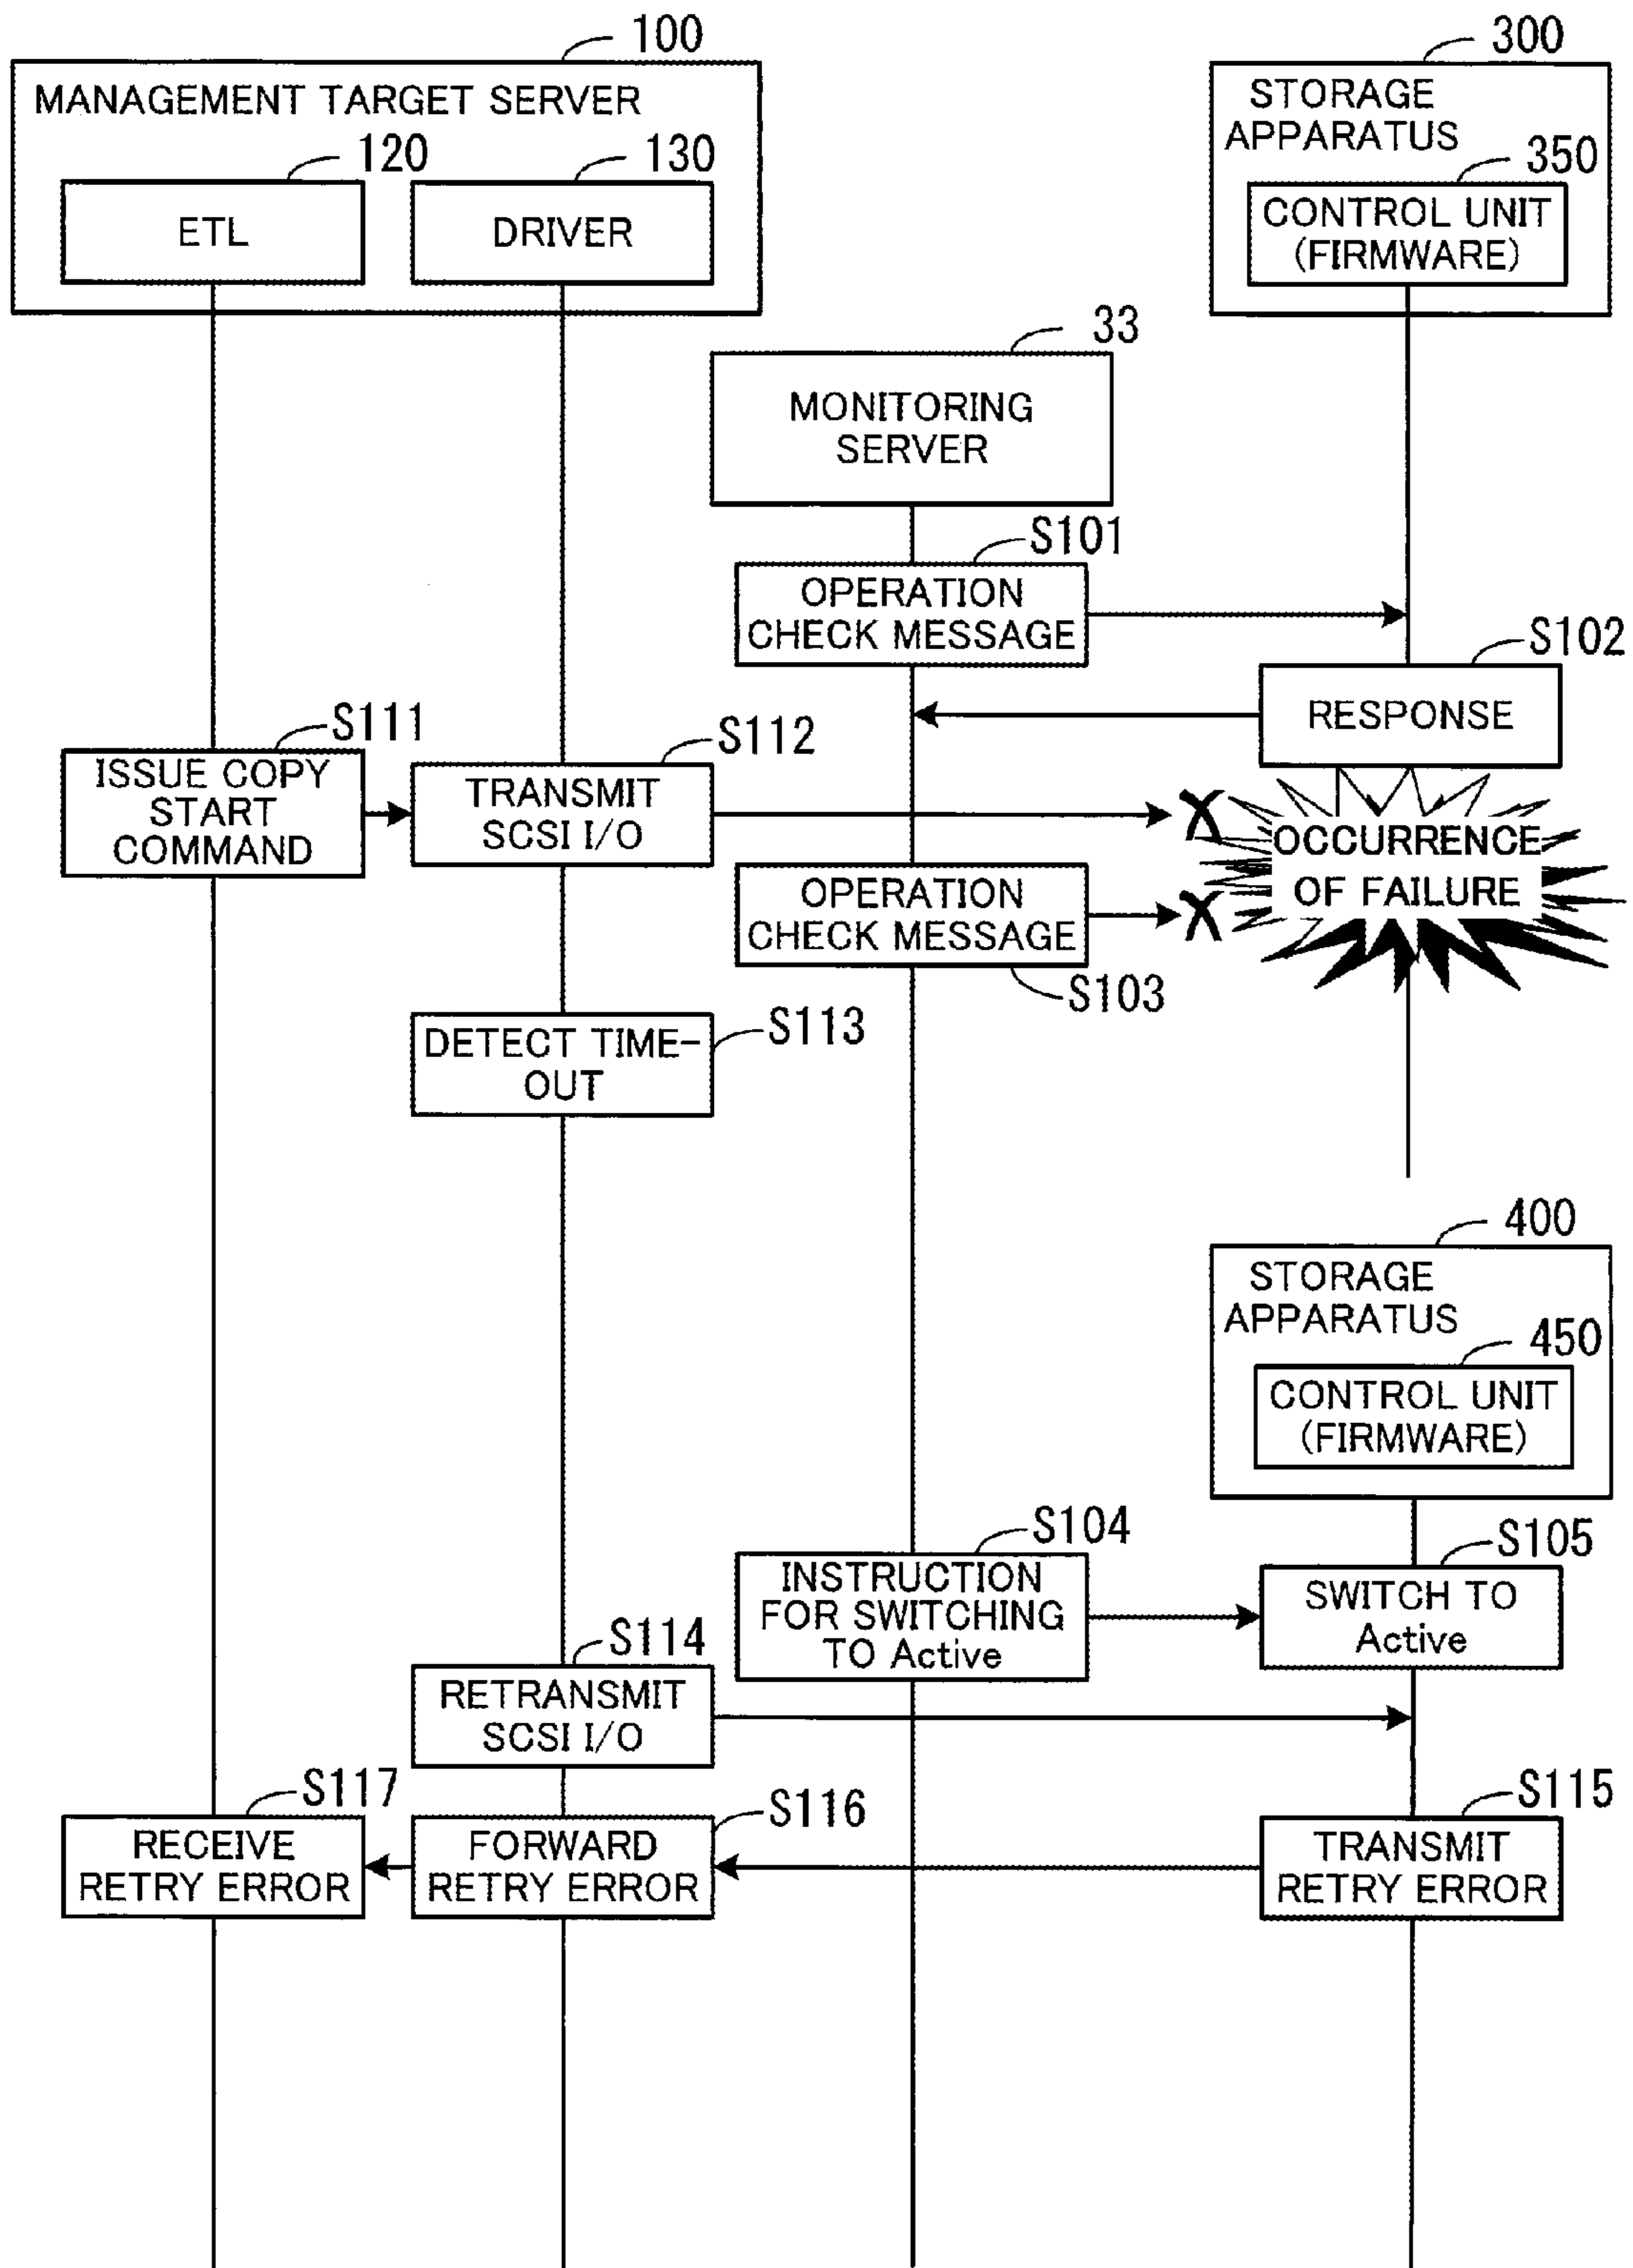 100
300
MANAGEMENT TARGET SERVER
STORAGE
APPARATUS
120
130
350
ETL
DRIVER
CONTROL UNIT
(FIRMWARE)
33
MONITORING
SERVER
S101
OPERATION
CHECK MESSAGE
S102
RESPONSE
S111
ISSUE COPY
START
COMMAND
S112
TRANSMIT
SCSI I/O
X
OCCURRENCE
OF FAILURE
OPERATION
CHECK MESSAGE
X
S103
S113
DETECT TIME-
OUT
400
STORAGE
APPARATUS
450
CONTROL UNIT
(FIRMWARE)
S104
INSTRUCTION
FOR SWITCHING
TO Active
S105
SWITCH TO
Active
S114
RETRANSMIT
SCSI I/O
S117
RECEIVE
RETRY ERROR
S116
FORWARD
RETRY ERROR
S115
TRANSMIT
RETRY ERROR